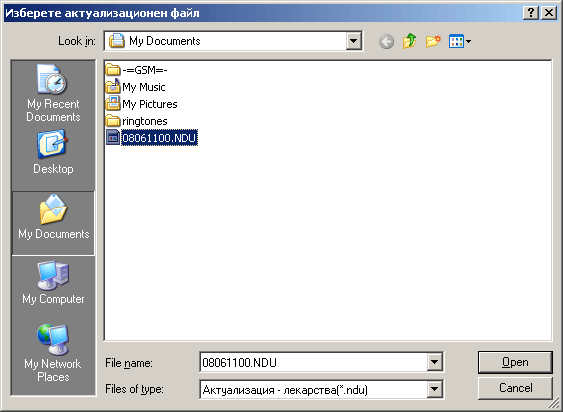 Изберете актуализационен файл
Look in: My Documents
My Recent
Documents
Desktop
My Documents
My Computer
My Network
Places
-=GSM=-
My Music
My Pictures
ringtones
08061100.NDU
File name: 08061100.NDU Open
Files of type: Актуализация - лекарства(*.ndu) Cancel